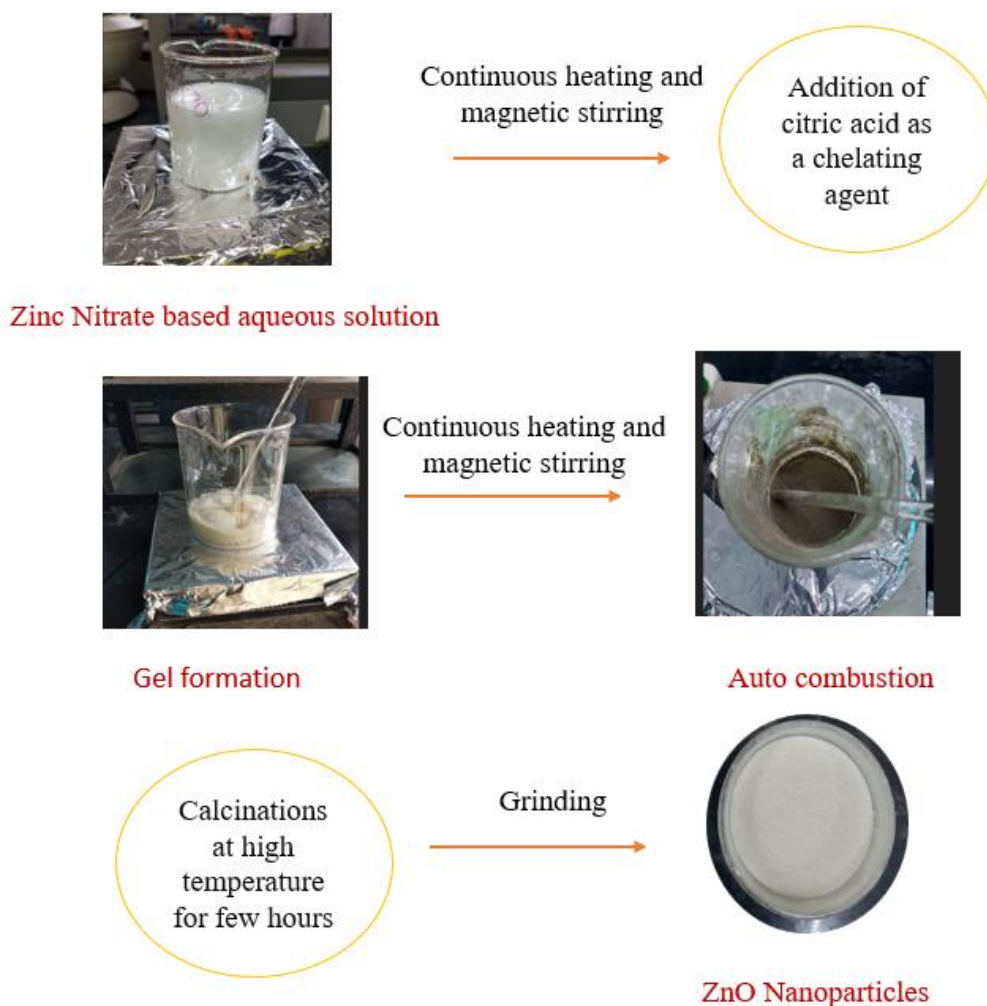 Continuous heating and
magnetic stirring
Addition of
citric acid as
a chelating
agent
Zinc Nitrate based aqueous solution
Continuous heating and
magnetic stirring
Gel formation
Auto combustion
Calcinations
at high
temperature
for few hours
Grinding
ZnO Nanoparticles